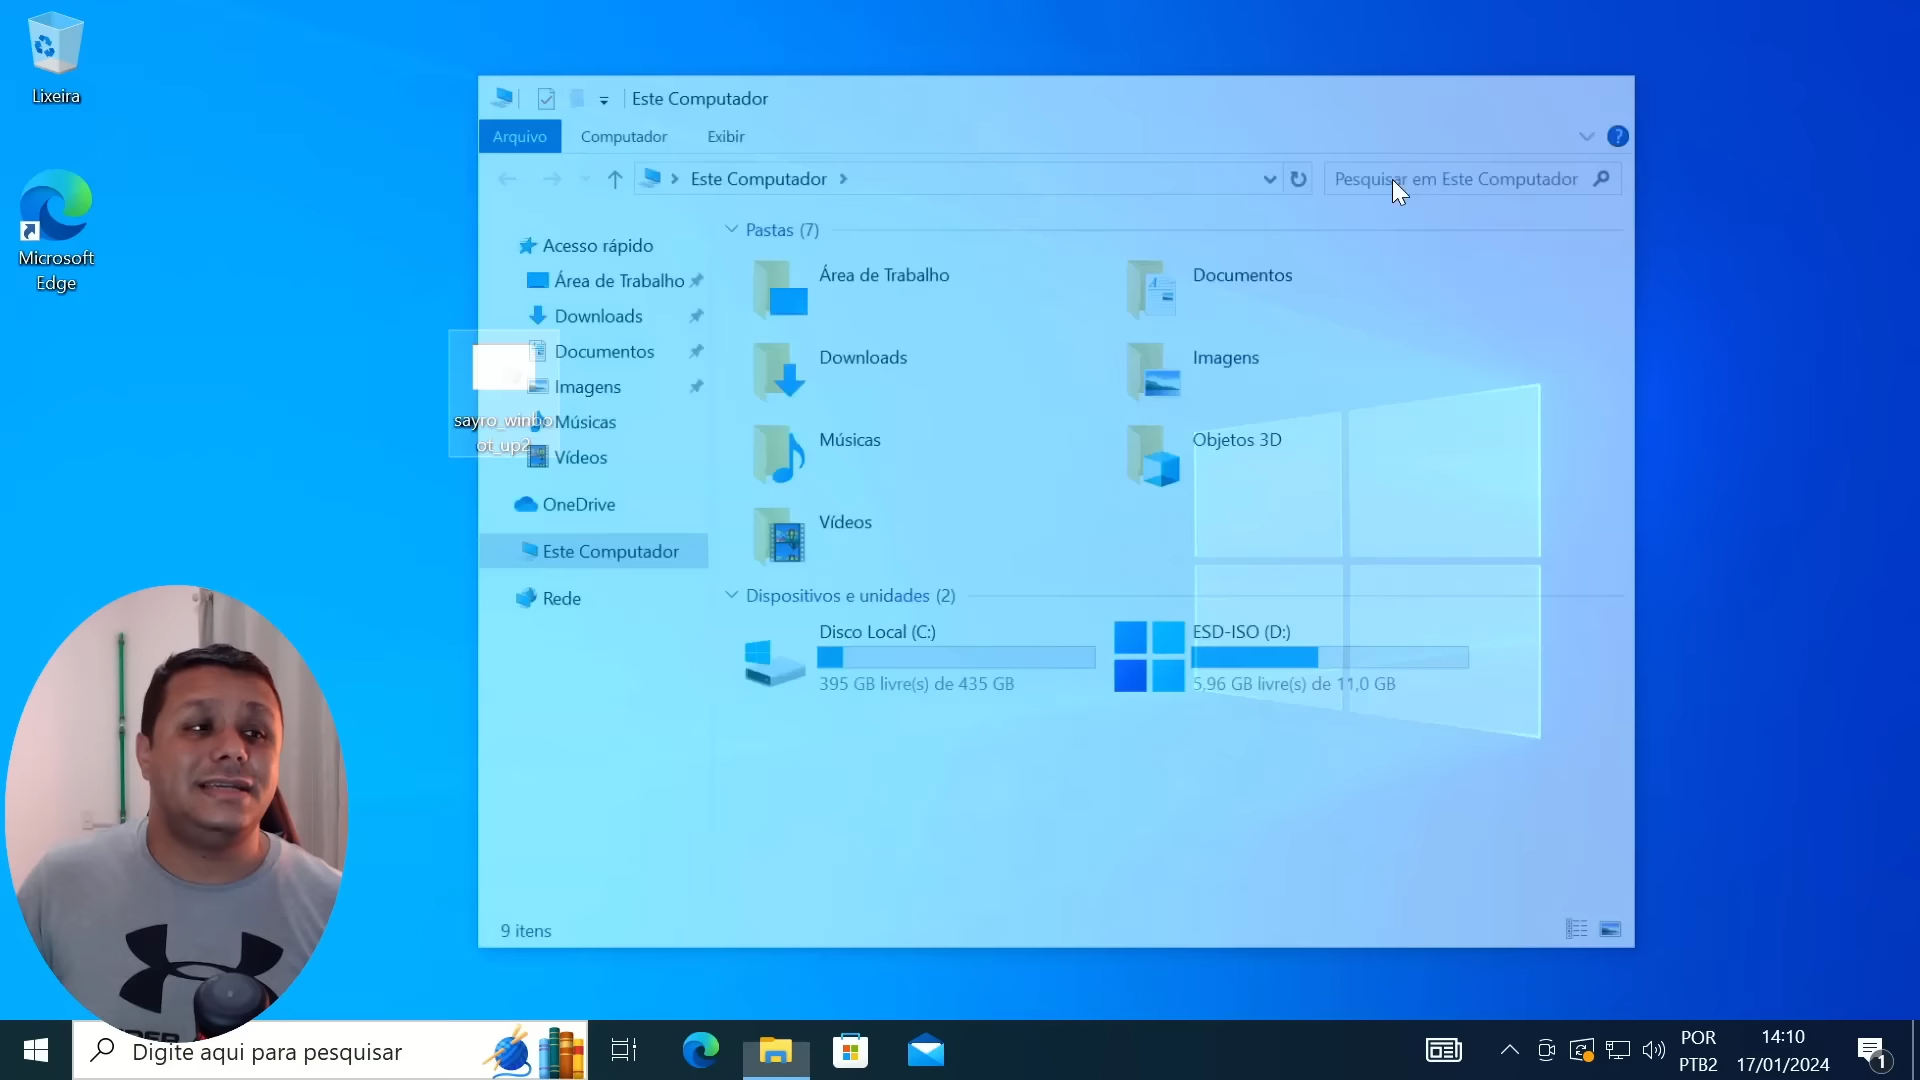 Lixeira
Microsoft
Edge
Este Computador
Arquivo
Computador
Exibir
?
Este Computador
Pesquisar em Este Computador
Acesso rápido
Área de Trabalho
Downloads
Documentos
Imagens
Músicas
Vídeos
OneDrive
Este Computador
Rede
sayro_winbo
ot_up2
Pastas (7)
Área de Trabalho
Documentos
Downloads
Imagens
Músicas
Objetos 3D
Vídeos
Dispositivos e unidades (2)
Disco Local (C:)
395 GB livre(s) de 435 GB
ESD-ISO (D:)
5,96 GB livre(s) de 11,0 GB
9 itens
Digite aqui para pesquisar
POR
PTB2
14:10
17/01/2024
1